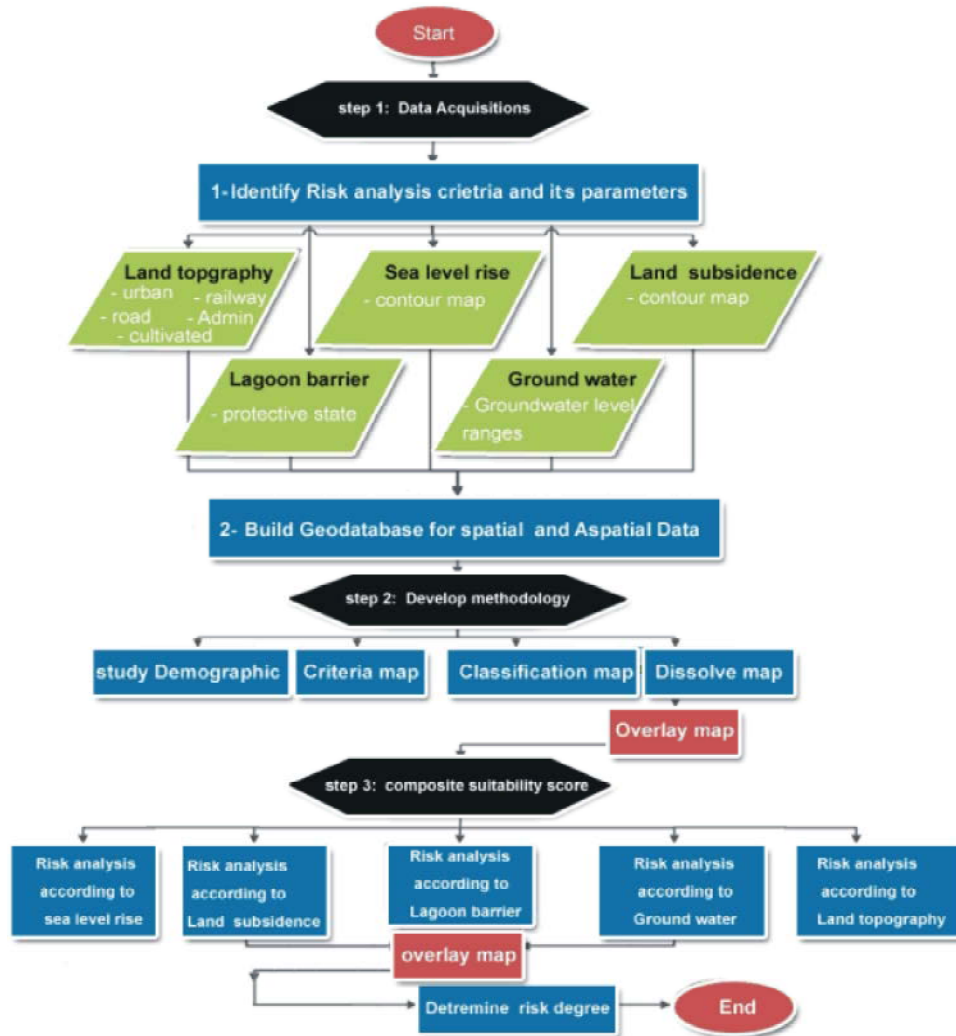 Start
step 1: Data Acquisitions
1-Identify Risk analysis crietria and it's parameters
Land topgraphy
- urban - railway
- road - Admin
- cultivated
Sea level rise
- contour map
Land subsidence
- contour map
Lagoon barrier
- protective state
Ground water
- Groundwater level
ranges
2- Build Geodatabase for spatial and Aspatial Data
step 2: Develop methodology
study Demographic
Criteria map
Classification map
Dissolve map
Overlay map
step 3: composite suitability score
Risk analysis
according to
sea level rise
Risk analysis
according to
Land subsidence
Risk analysis
according to
Lagoon barrier
Risk analysis
according to
Ground water
Risk analysis
according to
Land topography
overlay map
Detremine risk degree
End